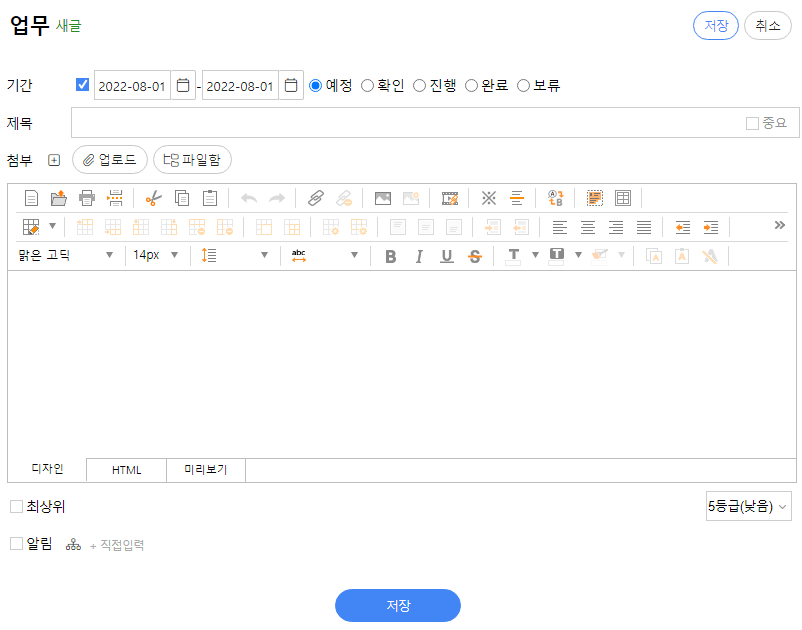 업무 새글 저장 취소
기간 2022-08-01 - 2022-08-01 예정 확인 진행 완료 보류
제목 중요
첨부 업로드 파일함
맑은 고딕 14px abc B I U S T T
디자인 HTML 미리보기
최상위 5등급(낮음)
알림 + 직접입력
저장